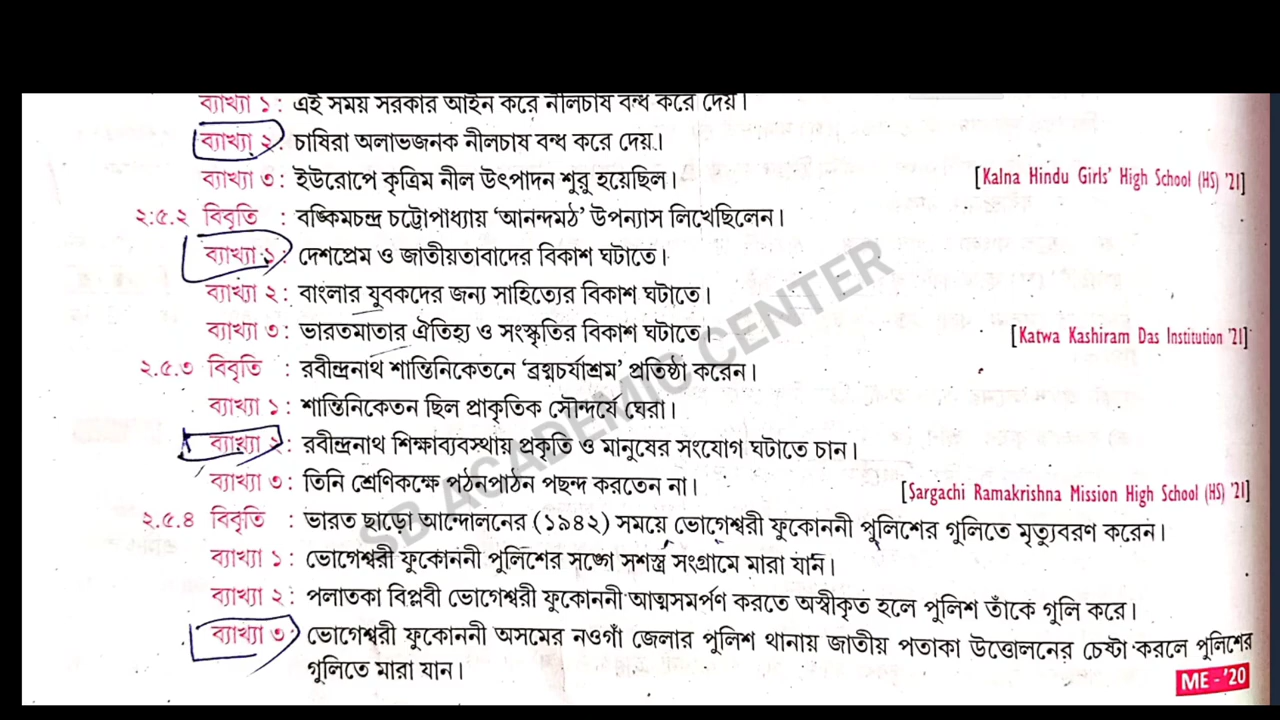 ব্যাখ্যা ১ : এই সময় সরকার আইন করে নীলচাষ বন্ধ করে দেয়।
ব্যাখ্যা ২ : চাষিরা অলাভজনক নীলচাষ বন্ধ করে দেয়।
ব্যাখ্যা ৩ : ইউরোপে কৃত্রিম নীল উৎপাদন শুরু হয়েছিল। [Kalna Hindu Girls' High School (HS) '21]
২.৫.২ বিবৃতি : বঙ্কিমচন্দ্র চট্টোপাধ্যায় ‘আনন্দমঠ’ উপন্যাস লিখেছিলেন।
ব্যাখ্যা ১ : দেশপ্রেম ও জাতীয়তাবাদের বিকাশ ঘটাতে।
ব্যাখ্যা ২ : বাংলার যুবকদের জন্য সাহিত্যের বিকাশ ঘটাতে।
ব্যাখ্যা ৩ : ভারতমাতার ঐতিহ্য ও সংস্কৃতির বিকাশ ঘটাতে। [Katwa Kashiram Das Institution '21]
২.৫.৩ বিবৃতি : রবীন্দ্রনাথ শান্তিনিকেতনে ‘ব্রহ্মচর্যাশ্রম’ প্রতিষ্ঠা করেন।
ব্যাখ্যা ১ : শান্তিনিকেতন ছিল প্রাকৃতিক সৌন্দর্যে ঘেরা।
ব্যাখ্যা ২ : রবীন্দ্রনাথ শিক্ষাব্যবস্থায় প্রকৃতি ও মানুষের সংযোগ ঘটাতে চান।
ব্যাখ্যা ৩ : তিনি শ্রেণিকক্ষে পঠনপাঠন পছন্দ করতেন না। [Sargachi Ramakrishna Mission High School (HS) '21]
২.৫.৪ বিবৃতি : ভারত ছাড়ো আন্দোলনের (১৯৪২) সময়ে ভোগেশ্বরী ফুকোননী পুলিশের গুলিতে মৃত্যুবরণ করেন।
ব্যাখ্যা ১ : ভোগেশ্বরী ফুকোননী পুলিশের সঙ্গে সশস্ত্র সংগ্রামে মারা যান।
ব্যাখ্যা ২ : পলাতকা বিপ্লবী ভোগেশ্বরী ফুকোননী আত্মসমর্পণ করতে অস্বীকৃত হলে পুলিশ তাঁকে গুলি করে।
ব্যাখ্যা ৩ : ভোগেশ্বরী ফুকোননী অসমের নওগাঁ জেলার পুলিশ থানায় জাতীয় পতাকা উত্তোলনের চেষ্টা করলে পুলিশের
গুলিতে মারা যান।
ME - '20
SB ACADEMIC CENTER